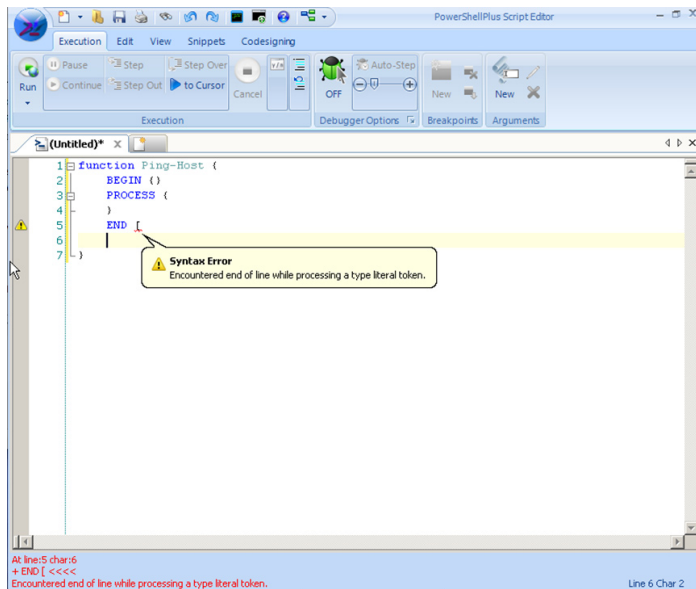 PowerShellPlus Script Editor
Execution Edit View Snippets Codesigning
Run
Pause
Continue
Step
Step Out
Step Over
to Cursor
Cancel
OFF
Auto-Step
New
New
Execution
Debugger Options
Breakpoints
Arguments
(Untitled)* X
1 function Ping-Host {
2 BEGIN {}
3 PROCESS {
4 }
5 END [
6
7 }
Syntax Error
Encountered end of line while processing a type literal token.
At line:5 char:6
+ END [ <<<<
Encountered end of line while processing a type literal token.
Line 6 Char 2